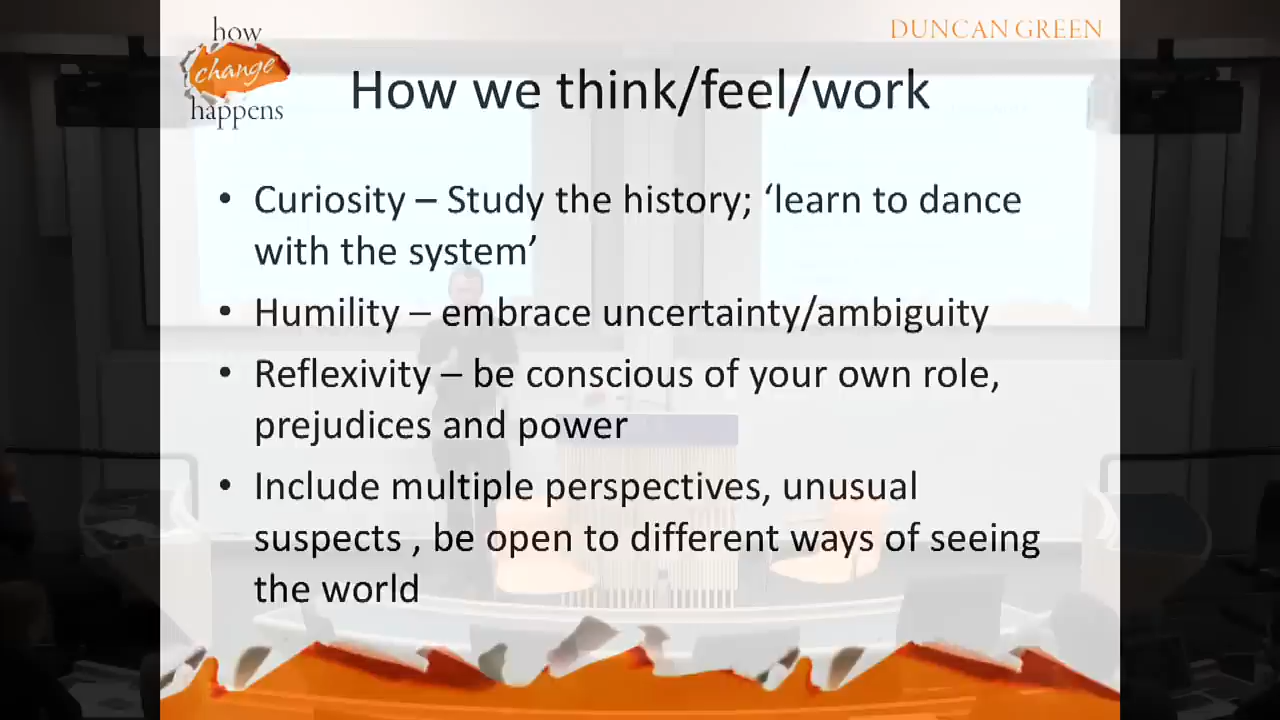 how
change
happens
DUNCAN GREEN
How we think/feel/work
• Curiosity – Study the history; ‘learn to dance
with the system’
• Humility – embrace uncertainty/ambiguity
• Reflexivity – be conscious of your own role,
prejudices and power
• Include multiple perspectives, unusual
suspects , be open to different ways of seeing
the world